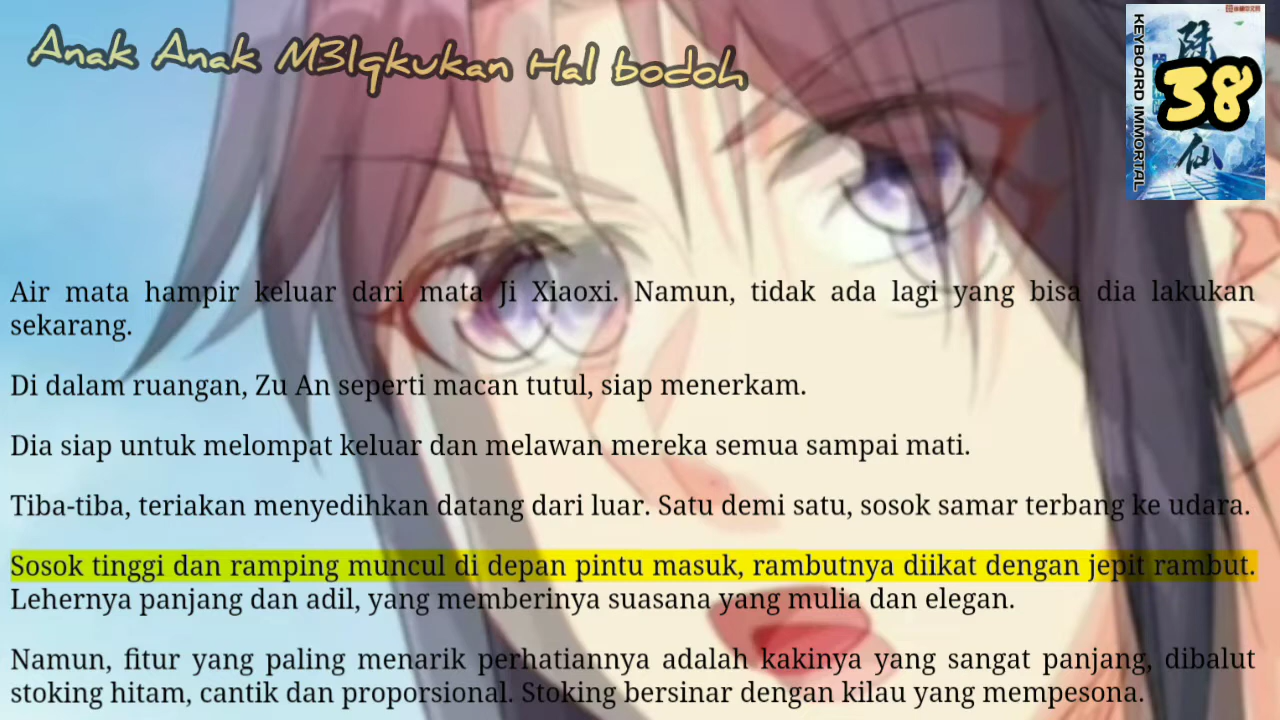 Anak Anak M3lqkukan Hal bodoh
KEYBOARD IMMORTAL
陆
38
仙
Air mata hampir keluar dari mata Ji Xiaoxi. Namun, tidak ada lagi yang bisa dia lakukan
sekarang.
Di dalam ruangan, Zu An seperti macan tutul, siap menerkam.
Dia siap untuk melompat keluar dan melawan mereka semua sampai mati.
Tiba-tiba, teriakan menyedihkan datang dari luar. Satu demi satu, sosok samar terbang ke udara.
Sosok tinggi dan ramping muncul di depan pintu masuk, rambutnya diikat dengan jepit rambut.
Lehernya panjang dan adil, yang memberinya suasana yang mulia dan elegan.
Namun, fitur yang paling menarik perhatiannya adalah kakinya yang sangat panjang, dibalut
stoking hitam, cantik dan proporsional. Stoking bersinar dengan kilau yang mempesona.